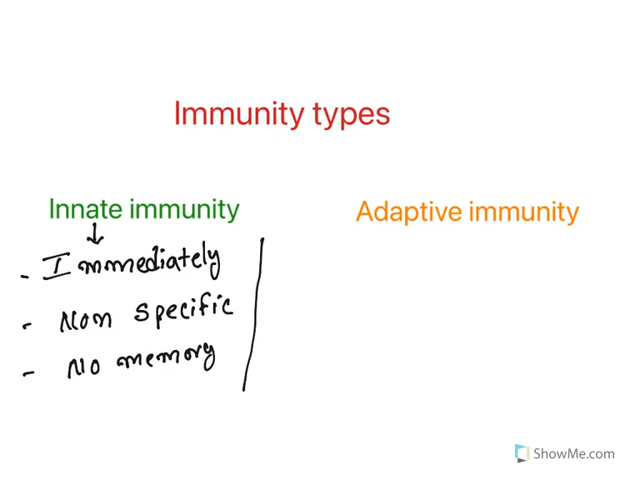 Immunity types
Innate immunity
Adaptive immunity
- Immediately
- Non specific
- No memory
ShowMe.com